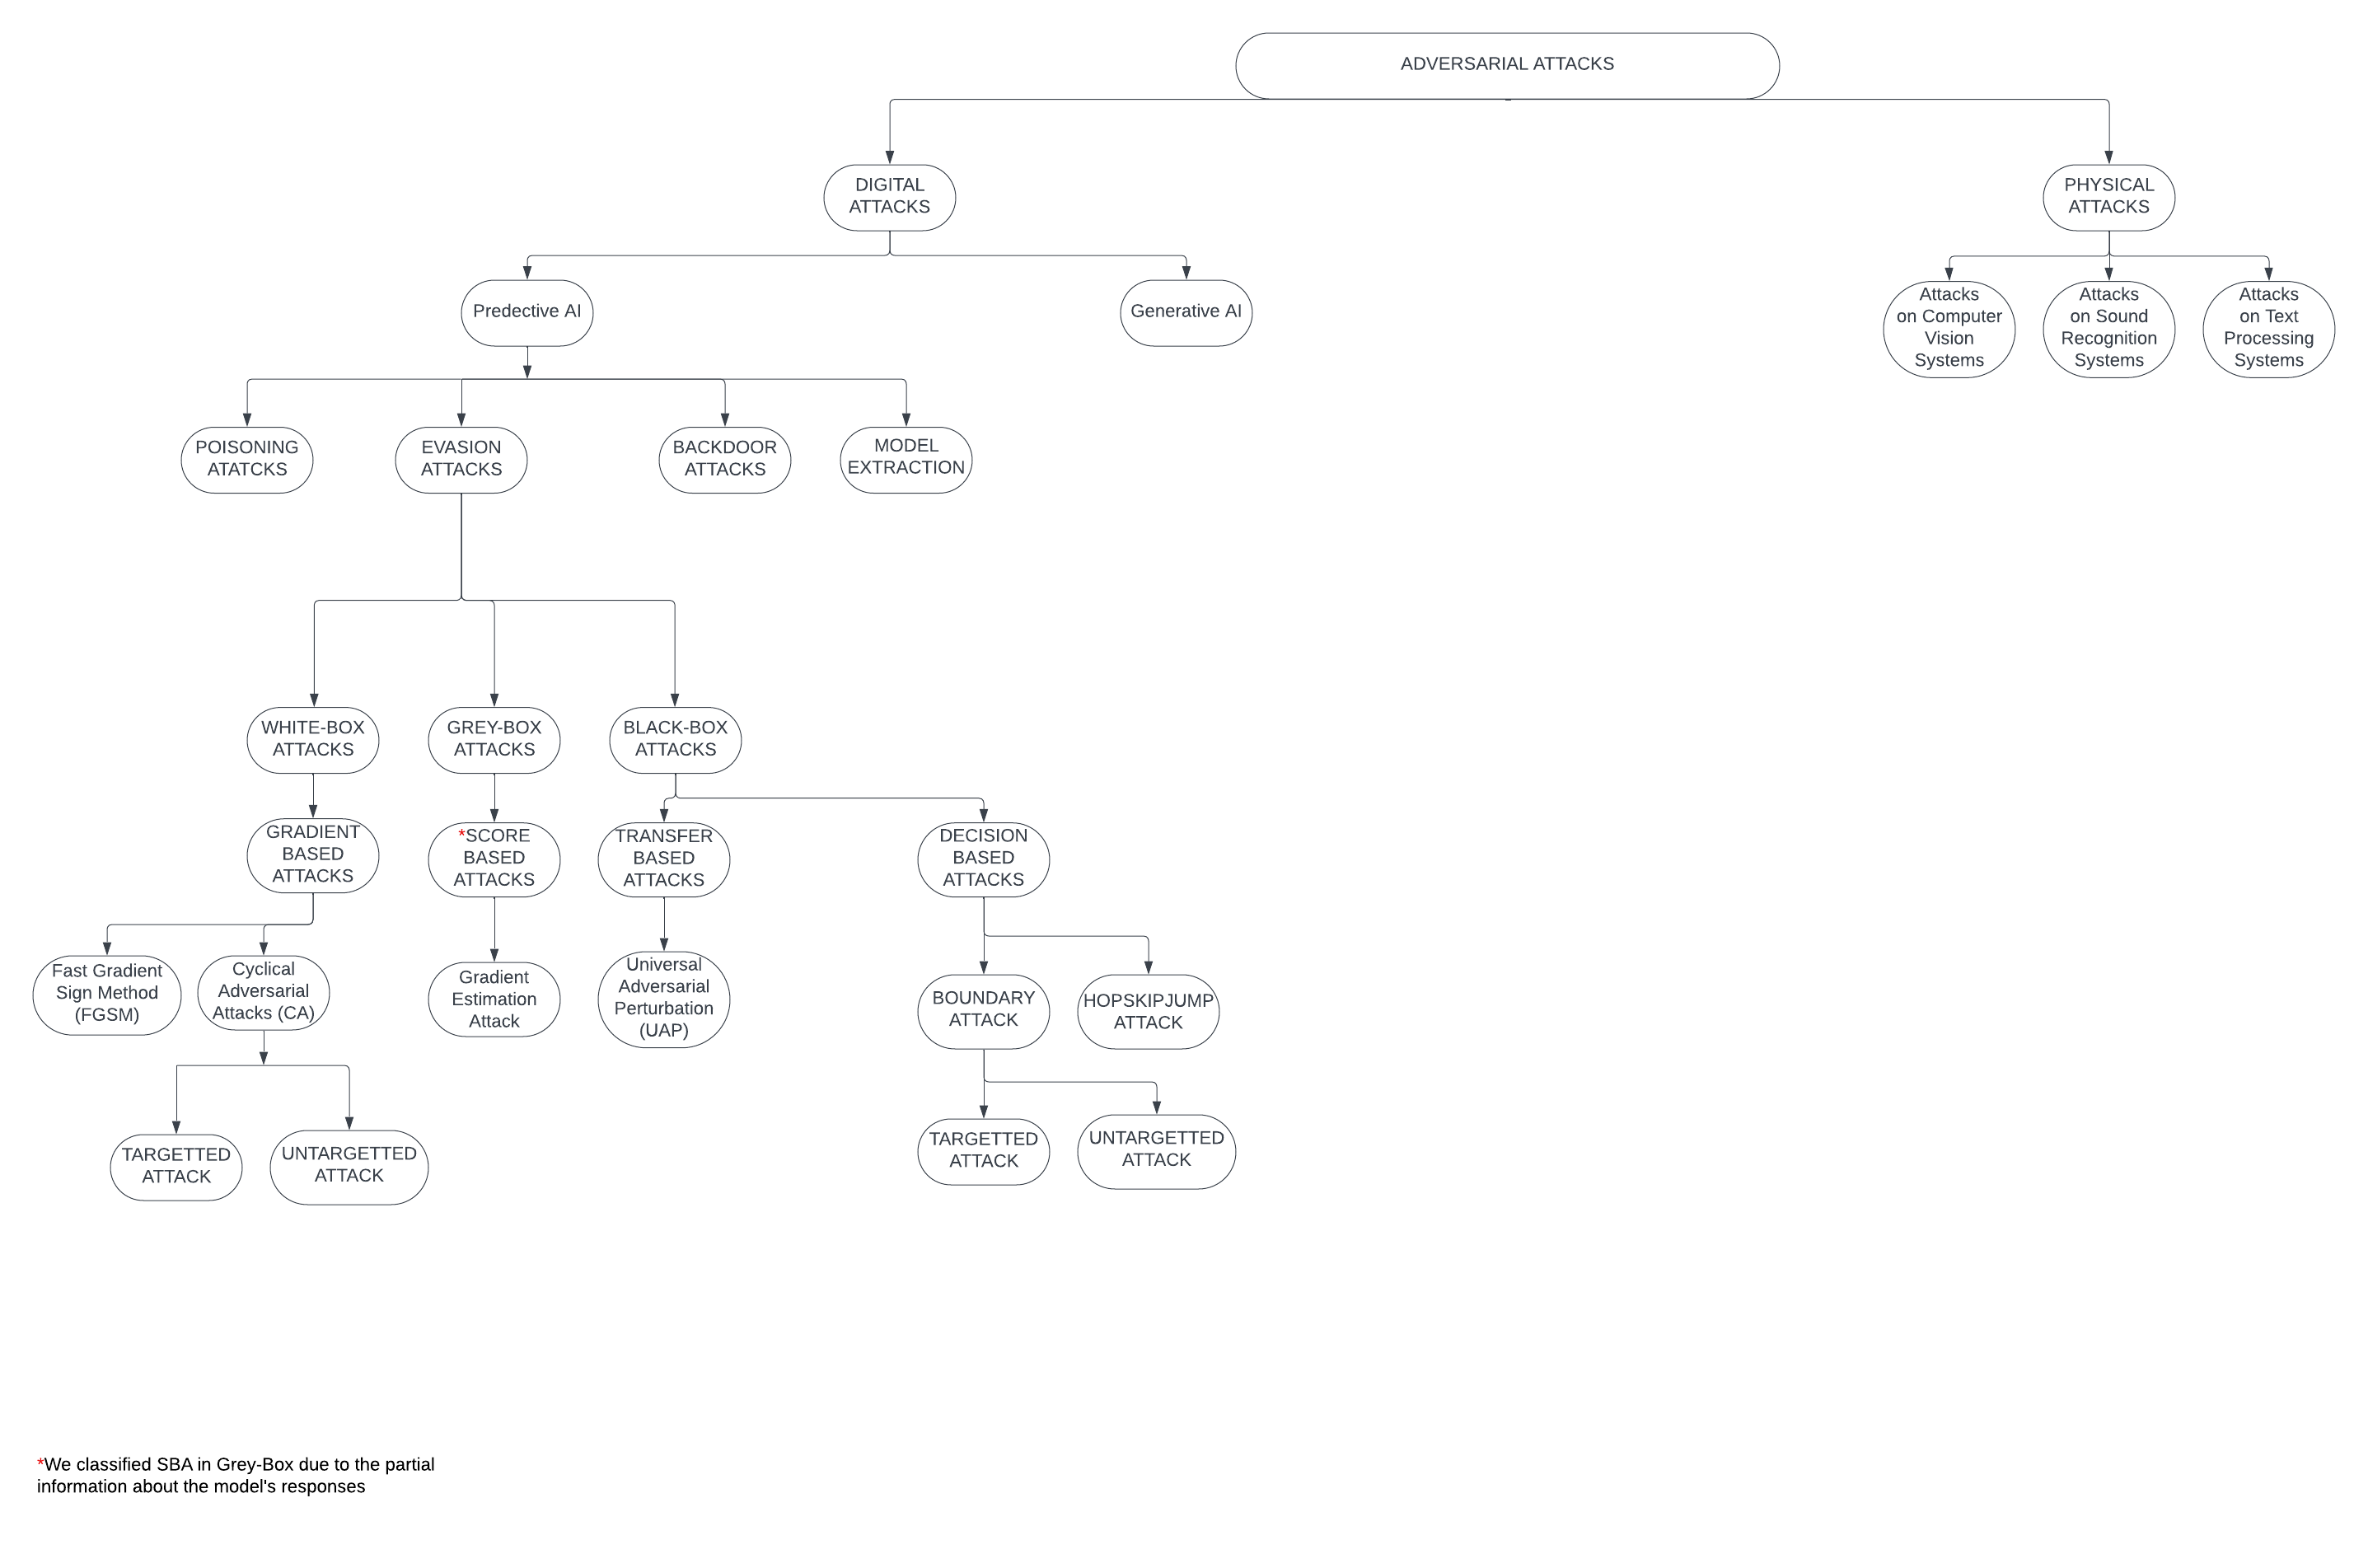 ADVERSARIAL ATTACKS
DIGITAL
ATTACKS
PHYSICAL
ATTACKS
Predective AI
Generative AI
Attacks
on Computer
Vision
Systems
Attacks
on Sound
Recognition
Systems
Attacks
on Text
Processing
Systems
POISONING
ATATCKS
EVASION
ATTACKS
BACKDOOR
ATTACKS
MODEL
EXTRACTION
WHITE-BOX
ATTACKS
GREY-BOX
ATTACKS
BLACK-BOX
ATTACKS
GRADIENT
BASED
ATTACKS
*SCORE
BASED
ATTACKS
TRANSFER
BASED
ATTACKS
DECISION
BASED
ATTACKS
Fast Gradient
Sign Method
(FGSM)
Cyclical
Adversarial
Attacks (CA)
Gradient
Estimation
Attack
Universal
Adversarial
Perturbation
(UAP)
BOUNDARY
ATTACK
HOPSKIPJUMP
ATTACK
TARGETTED
ATTACK
UNTARGETTED
ATTACK
TARGETTED
ATTACK
UNTARGETTED
ATTACK
*We classified SBA in Grey-Box due to the partial
information about the model's responses